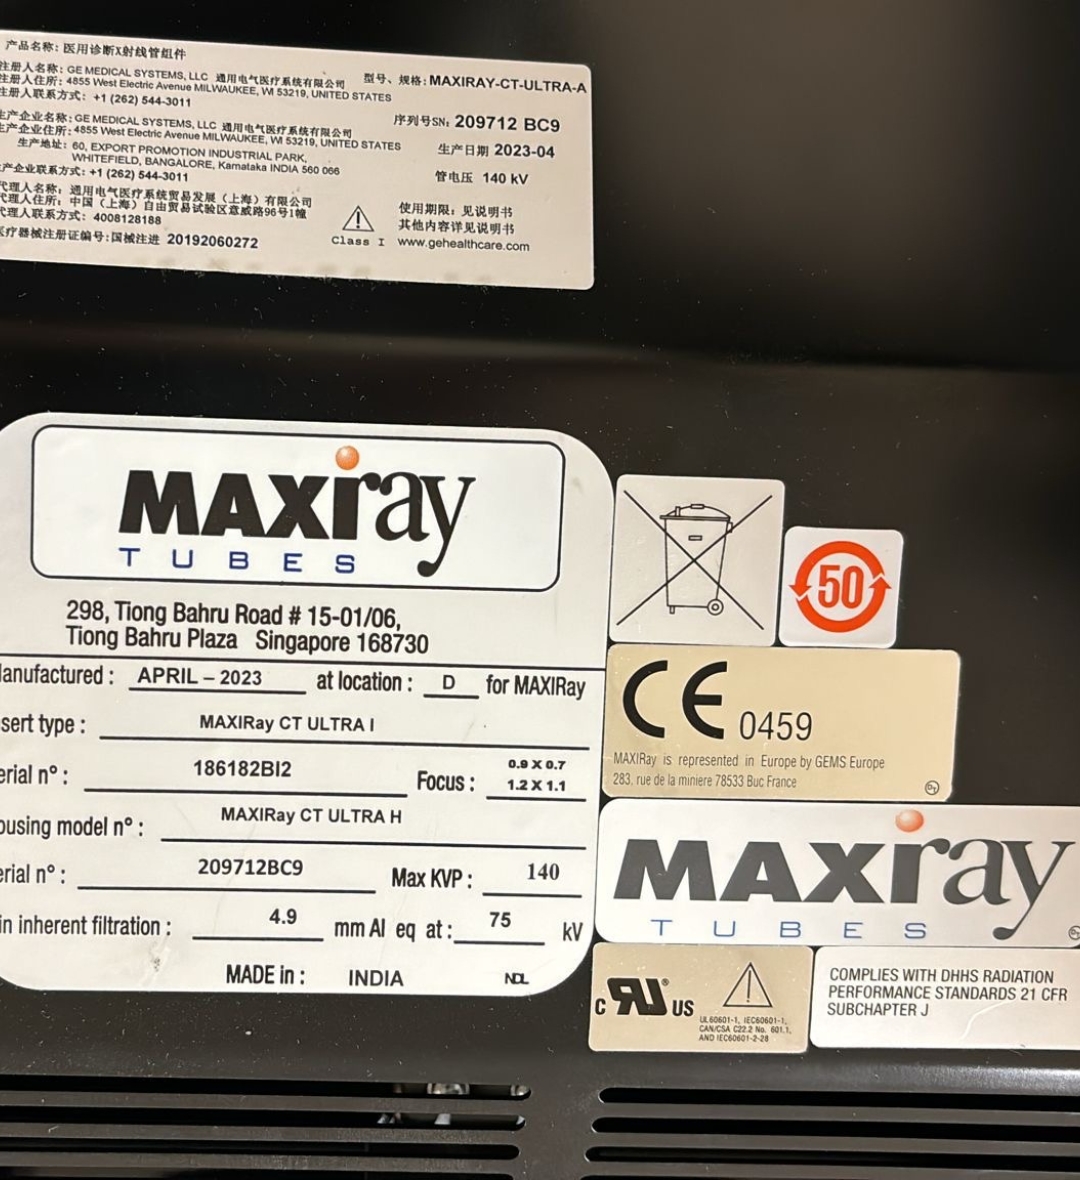 产品名称: 医用诊断X射线管组件
注册人名称: GE MEDICAL SYSTEMS, LLC 通用电气医疗系统有限公司
注册人住所: 4855 West Electric Avenue MILWAUKEE, WI 53219, UNITED STATES
注册人联系方式: +1 (262) 544-3011
生产企业名称: GE MEDICAL SYSTEMS, LLC 通用电气医疗系统有限公司
生产企业住所: 4855 West Electric Avenue MILWAUKEE, WI 53219, UNITED STATES
生产地址: 60, EXPORT PROMOTION INDUSTRIAL PARK,
WHITEFIELD, BANGALORE, Karnataka INDIA 560 066
产企业联系方式: +1 (262) 544-3011
代理人名称: 通用电气医疗系统贸易发展（上海）有限公司
代理人住所: 中国（上海）自由贸易试验区意威路96号1幢
代理人联系方式: 4008128188
医疗器械注册证编号: 国械注进 20192060272
型号、规格: MAXIRAY-CT-ULTRA-A
序列号SN: 209712 BC9
生产日期 2023-04
管电压 140 kV
使用期限: 见说明书
其他内容详见说明书
Class I www.gehealthcare.com
MAXiray
TUBES
298, Tiong Bahru Road # 15-01/06,
Tiong Bahru Plaza Singapore 168730
anufactured : APRIL – 2023 at location : D for MAXIRay
sert type : MAXIRay CT ULTRA I
erial n° : 186182BI2 Focus : 0.9 X 0.7
1.2 X 1.1
ousing model n° : MAXIRay CT ULTRA H
erial n° : 209712BC9 Max KVP : 140
in inherent filtration : 4.9 mm Al eq at : 75 kV
MADE in : INDIA NDL
50
CE 0459
MAXIRay is represented in Europe by GEMS Europe
283, rue de la miniere 78533 Buc France
MAXiray
TUBES
c RU® US
UL60601-1, IEC60601-1,
CAN/CSA C22.2 No. 601.1,
AND IEC60601-2-28
COMPLIES WITH DHHS RADIATION
PERFORMANCE STANDARDS 21 CFR
SUBCHAPTER J